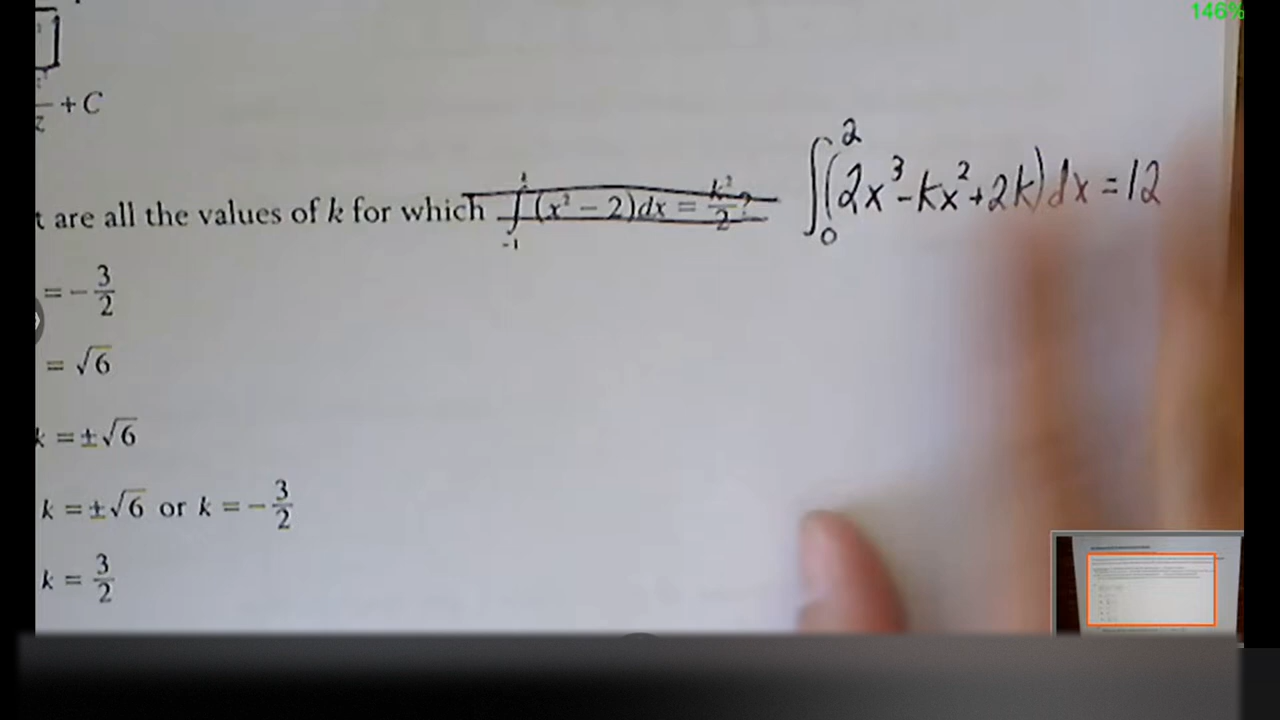 146%
+ C
t are all the values of k for which ∫₋₁¹ (x² − 2)dx = k²/2? ∫₀² (2x³ − kx² + 2k)dx = 12
= −3/2
= √6
k = ±√6
k = ±√6 or k = −3/2
k = 3/2